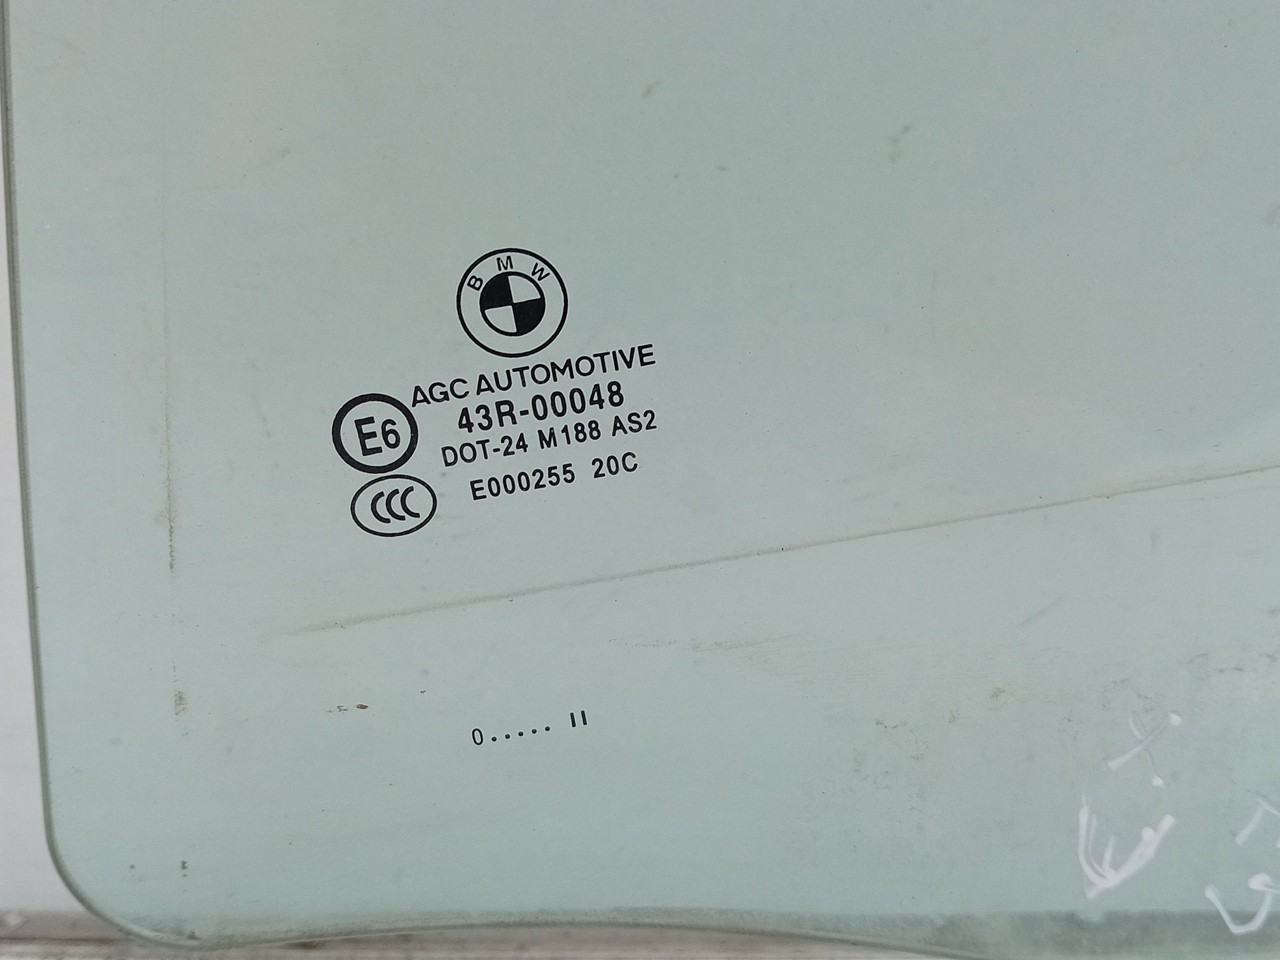 BMW
AGC AUTOMOTIVE
43R-00048
E6
DOT-24 M188 AS2
E000255 20C
CCC
0..... II